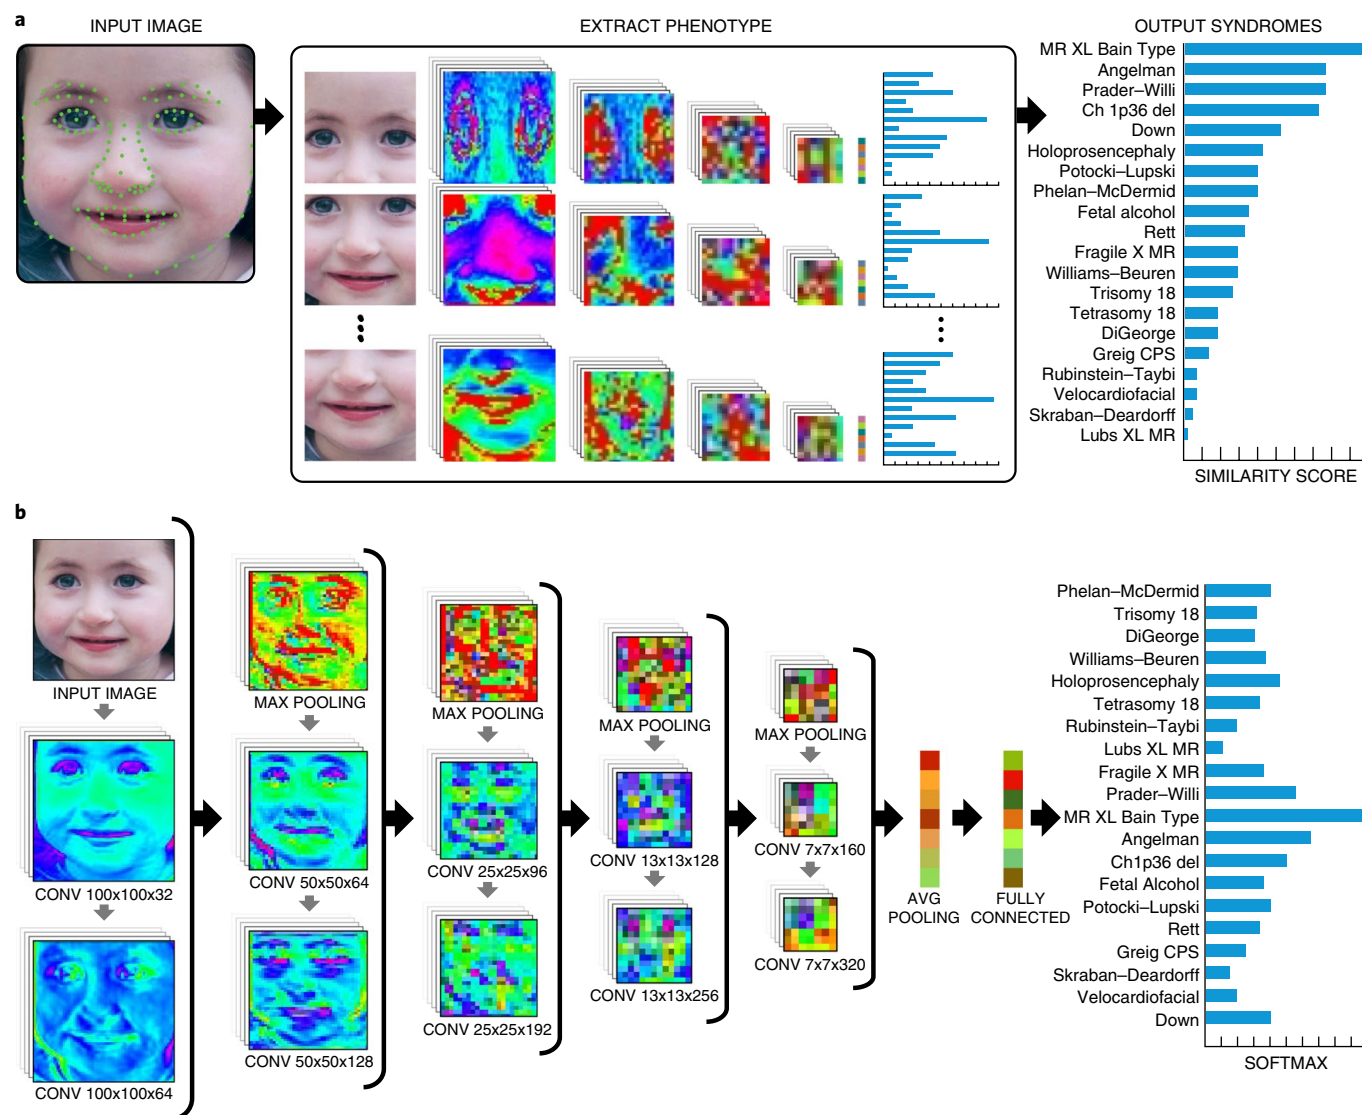 a
INPUT IMAGE
EXTRACT PHENOTYPE
OUTPUT SYNDROMES
MR XL Bain Type
Angelman
Prader–Willi
Ch 1p36 del
Down
Holoprosencephaly
Potocki–Lupski
Phelan–McDermid
Fetal alcohol
Rett
Fragile X MR
Williams–Beuren
Trisomy 18
Tetrasomy 18
DiGeorge
Greig CPS
Rubinstein–Taybi
Velocardiofacial
Skraban–Deardorff
Lubs XL MR
SIMILARITY SCORE
b
INPUT IMAGE
CONV 100x100x32
CONV 100x100x64
MAX POOLING
CONV 50x50x64
CONV 50x50x128
MAX POOLING
CONV 25x25x96
CONV 25x25x192
MAX POOLING
CONV 13x13x128
CONV 13x13x256
MAX POOLING
CONV 7x7x160
CONV 7x7x320
AVG
POOLING
FULLY
CONNECTED
Phelan–McDermid
Trisomy 18
DiGeorge
Williams–Beuren
Holoprosencephaly
Tetrasomy 18
Rubinstein–Taybi
Lubs XL MR
Fragile X MR
Prader–Willi
MR XL Bain Type
Angelman
Ch1p36 del
Fetal Alcohol
Potocki–Lupski
Rett
Greig CPS
Skraban–Deardorff
Velocardiofacial
Down
SOFTMAX